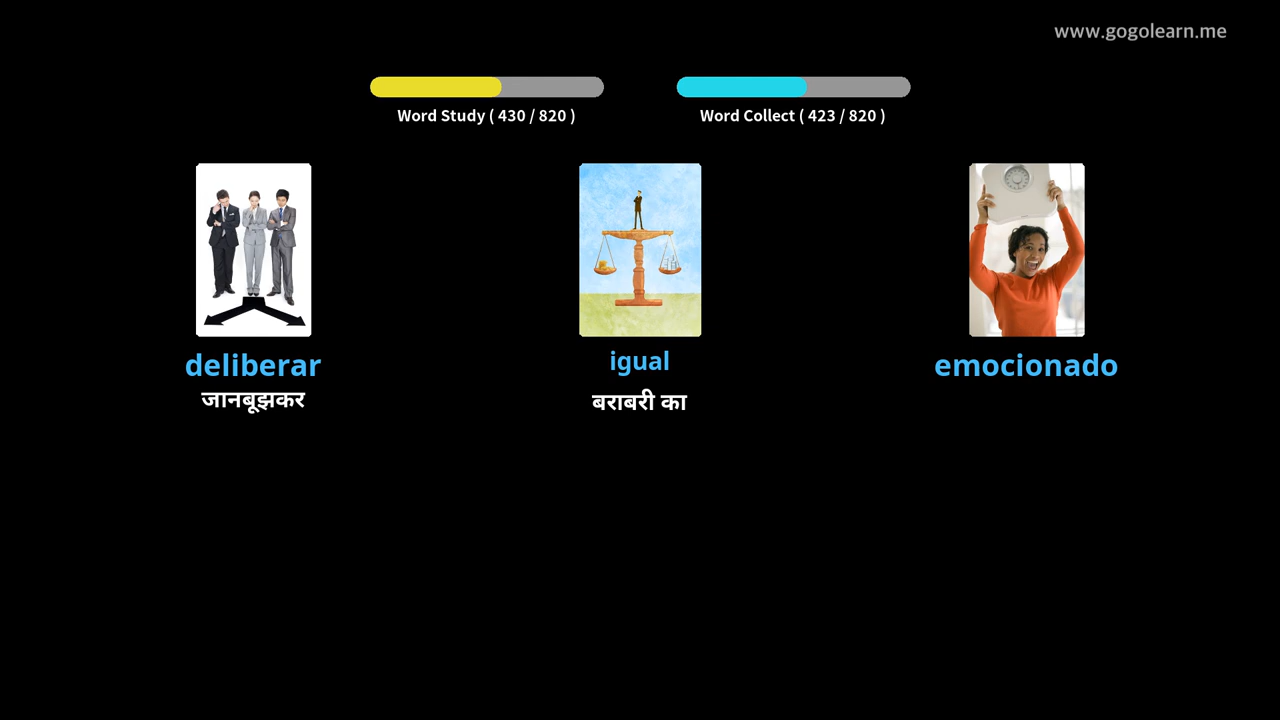 www.gogolearn.me
Word Study ( 430 / 820 )
Word Collect ( 423 / 820 )
deliberar
जानबूझकर
igual
बराबरी का
emocionado